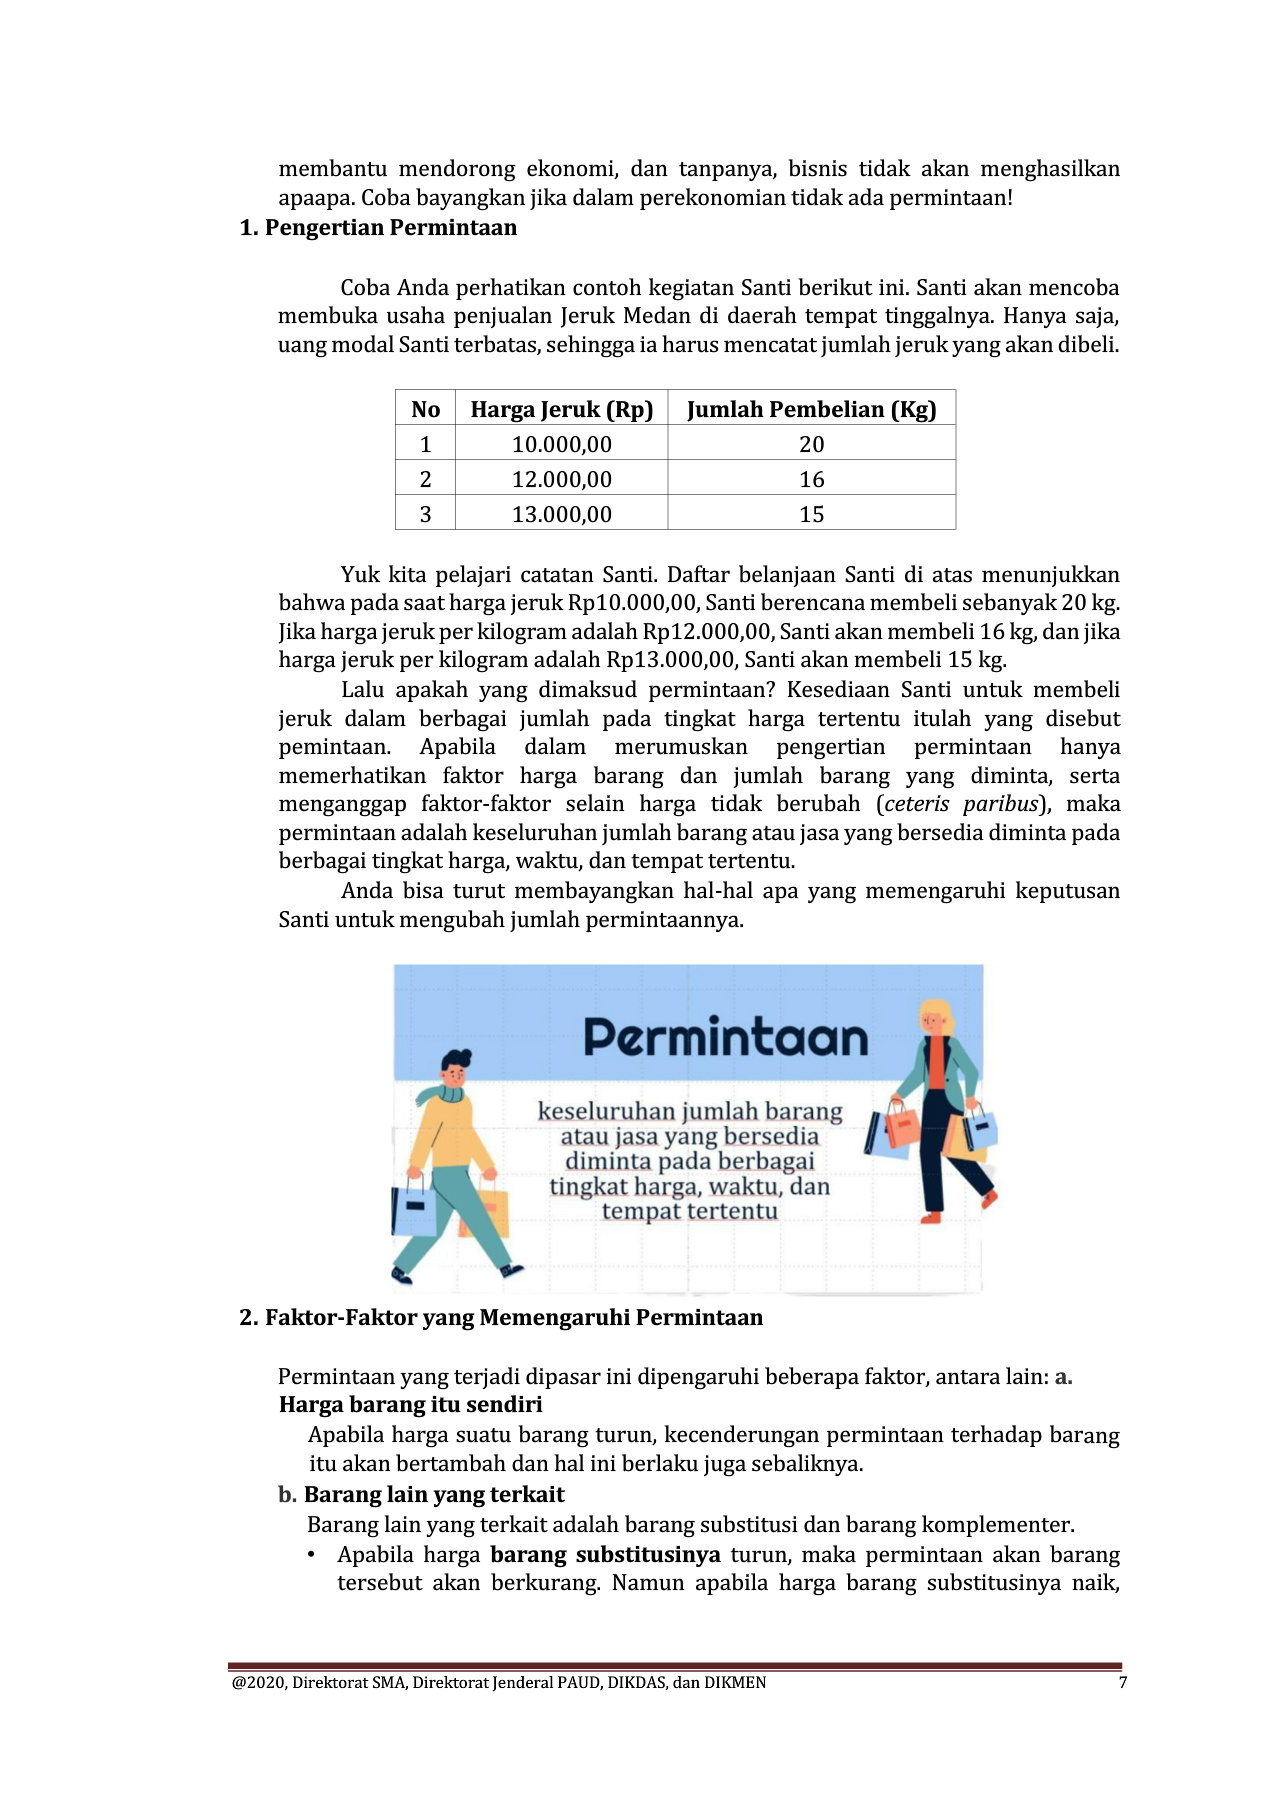 membantu mendorong ekonomi, dan tanpanya, bisnis tidak akan menghasilkan
apaapa. Coba bayangkan jika dalam perekonomian tidak ada permintaan!
1. Pengertian Permintaan
Coba Anda perhatikan contoh kegiatan Santi berikut ini. Santi akan mencoba
membuka usaha penjualan Jeruk Medan di daerah tempat tinggalnya. Hanya saja,
uang modal Santi terbatas, sehingga ia harus mencatat jumlah jeruk yang akan dibeli.
No Harga Jeruk (Rp) Jumlah Pembelian (Kg)
1 10.000,00 20
2 12.000,00 16
3 13.000,00 15
Yuk kita pelajari catatan Santi. Daftar belanjaan Santi di atas menunjukkan
bahwa pada saat harga jeruk Rp10.000,00, Santi berencana membeli sebanyak 20 kg.
Jika harga jeruk per kilogram adalah Rp12.000,00, Santi akan membeli 16 kg, dan jika
harga jeruk per kilogram adalah Rp13.000,00, Santi akan membeli 15 kg.
Lalu apakah yang dimaksud permintaan? Kesediaan Santi untuk membeli
jeruk dalam berbagai jumlah pada tingkat harga tertentu itulah yang disebut
pemintaan. Apabila dalam merumuskan pengertian permintaan hanya
memerhatikan faktor harga barang dan jumlah barang yang diminta, serta
menganggap faktor-faktor selain harga tidak berubah (ceteris paribus), maka
permintaan adalah keseluruhan jumlah barang atau jasa yang bersedia diminta pada
berbagai tingkat harga, waktu, dan tempat tertentu.
Anda bisa turut membayangkan hal-hal apa yang memengaruhi keputusan
Santi untuk mengubah jumlah permintaannya.
Permintaan
keseluruhan jumlah barang
atau jasa yang bersedia
diminta pada berbagai
tingkat harga, waktu, dan
tempat tertentu
2. Faktor-Faktor yang Memengaruhi Permintaan
Permintaan yang terjadi dipasar ini dipengaruhi beberapa faktor, antara lain: a.
Harga barang itu sendiri
Apabila harga suatu barang turun, kecenderungan permintaan terhadap barang
itu akan bertambah dan hal ini berlaku juga sebaliknya.
b. Barang lain yang terkait
Barang lain yang terkait adalah barang substitusi dan barang komplementer.
• Apabila harga barang substitusinya turun, maka permintaan akan barang
tersebut akan berkurang. Namun apabila harga barang substitusinya naik,
@2020, Direktorat SMA, Direktorat Jenderal PAUD, DIKDAS, dan DIKMEN 7